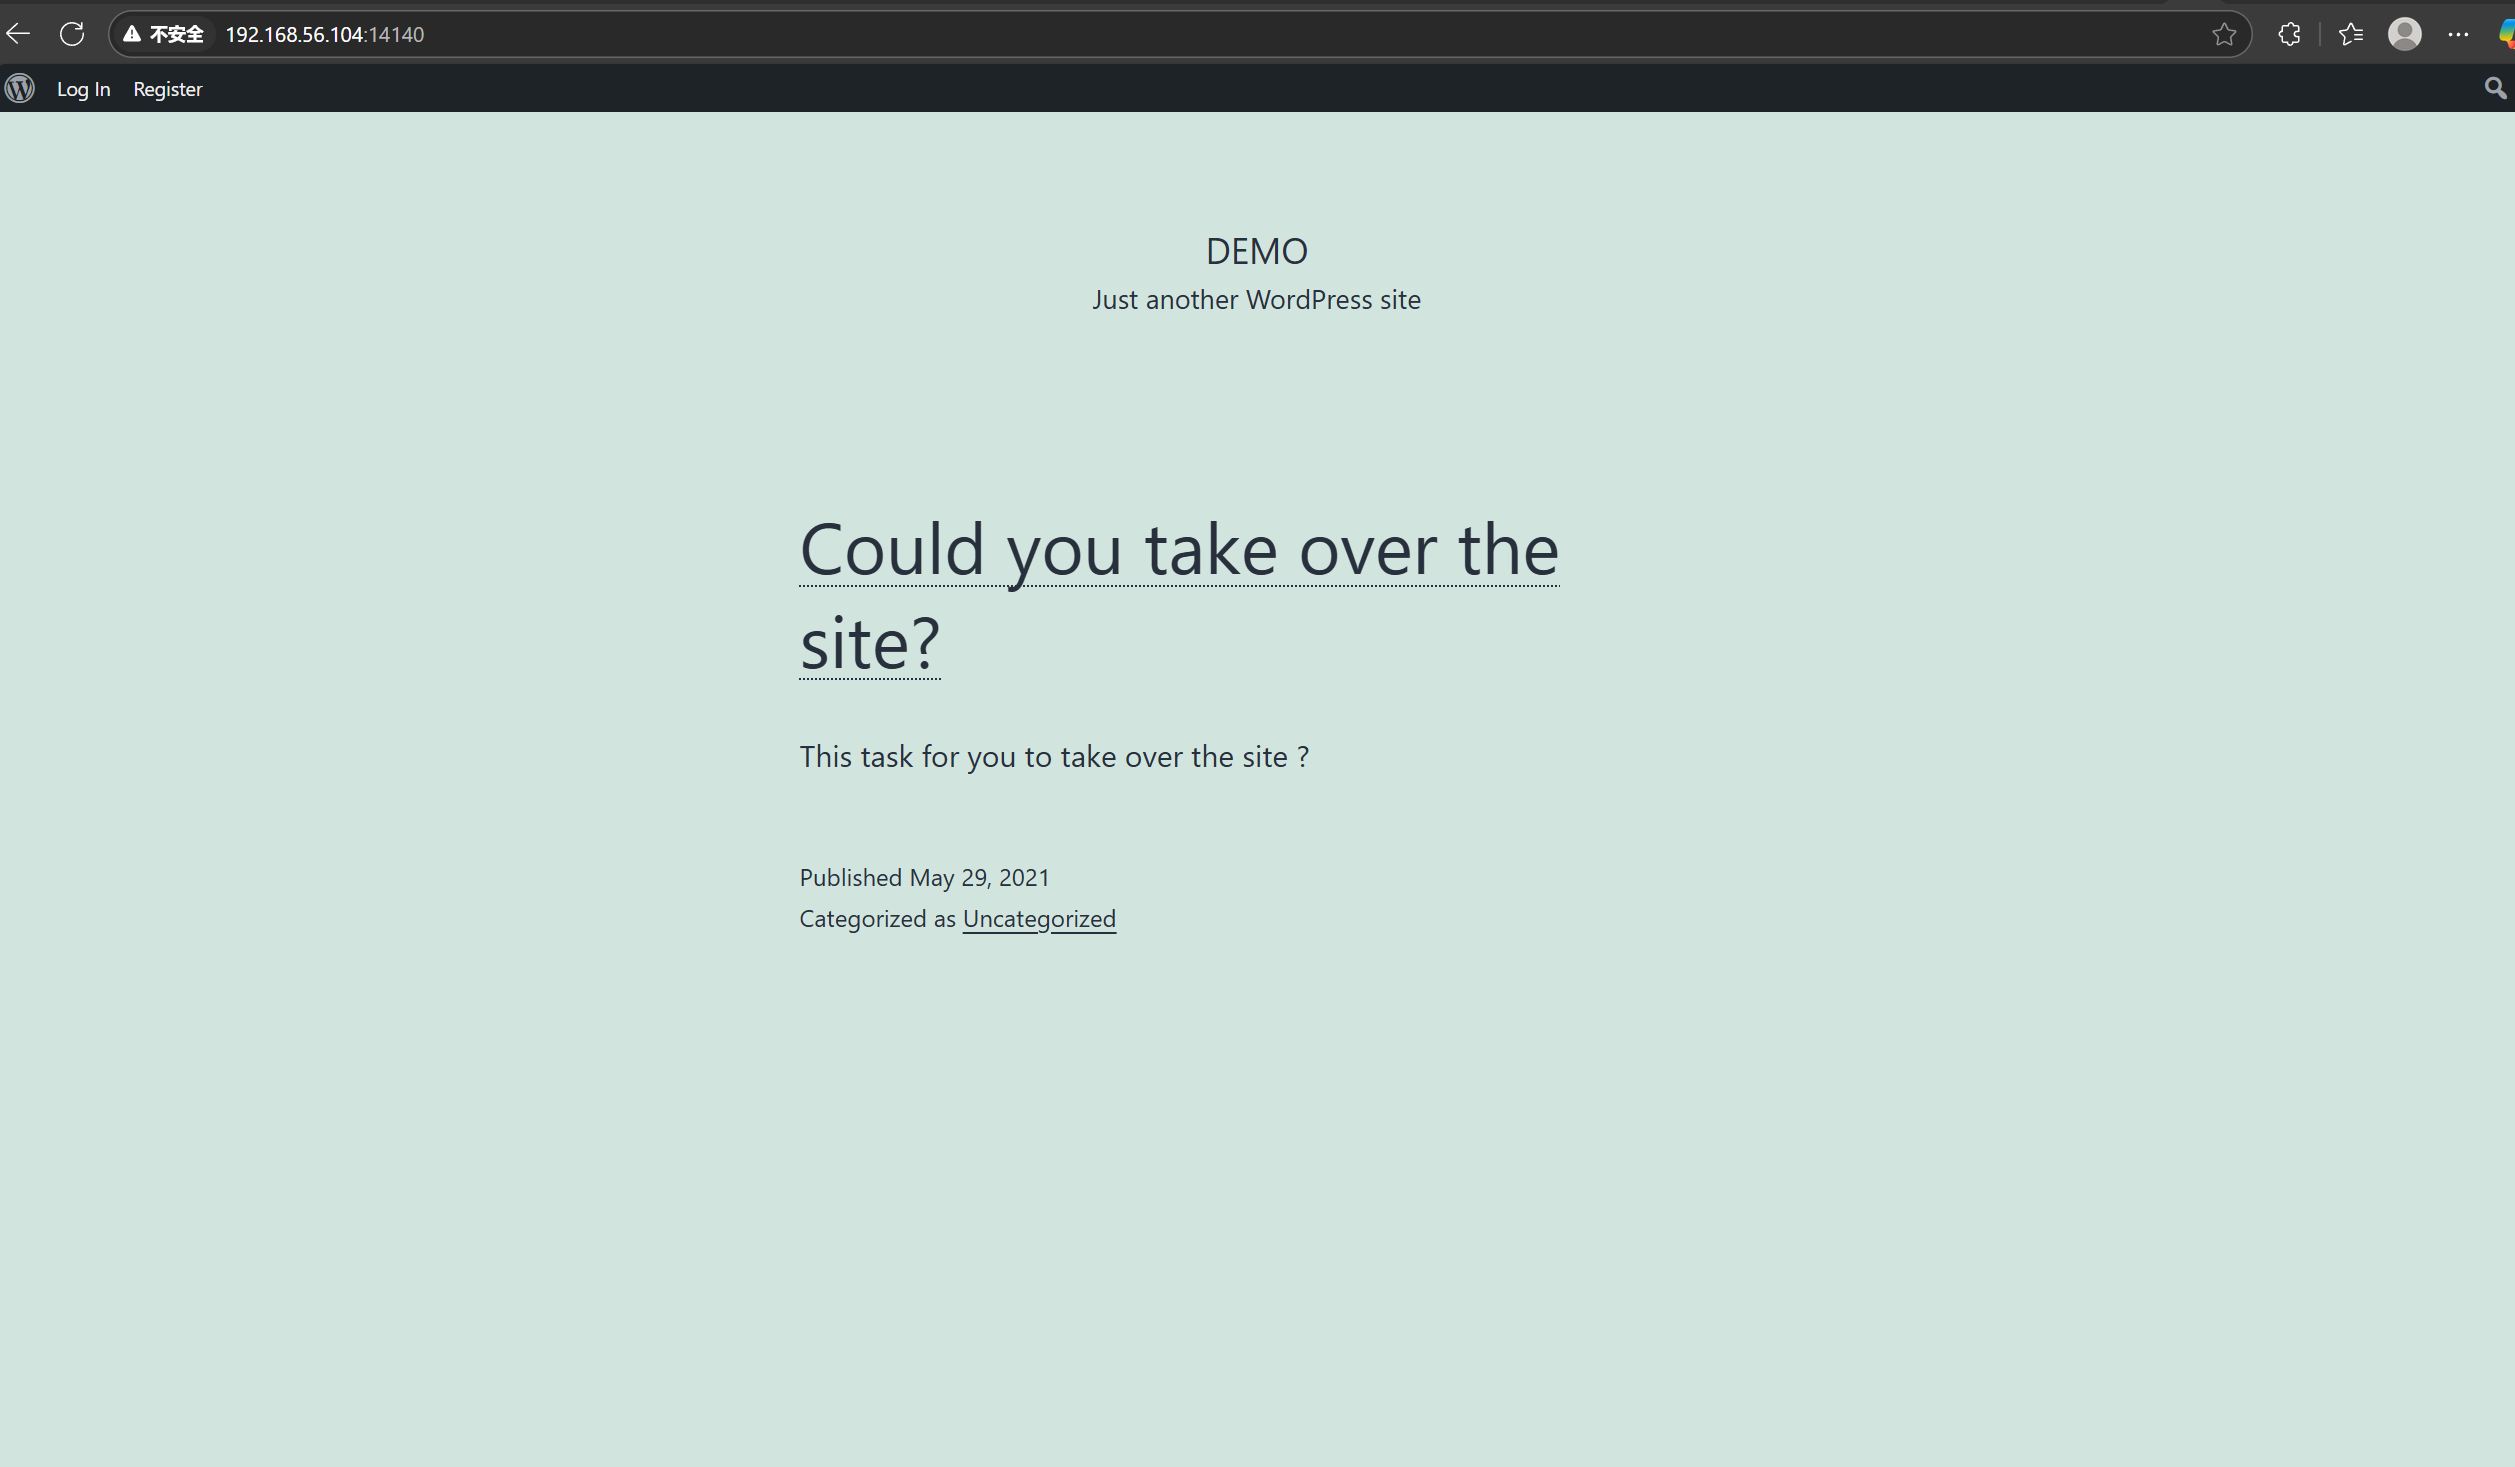 不安全 192.168.56.104:14140
Log In Register
DEMO
Just another WordPress site
Could you take over the
site?
This task for you to take over the site ?
Published May 29, 2021
Categorized as Uncategorized